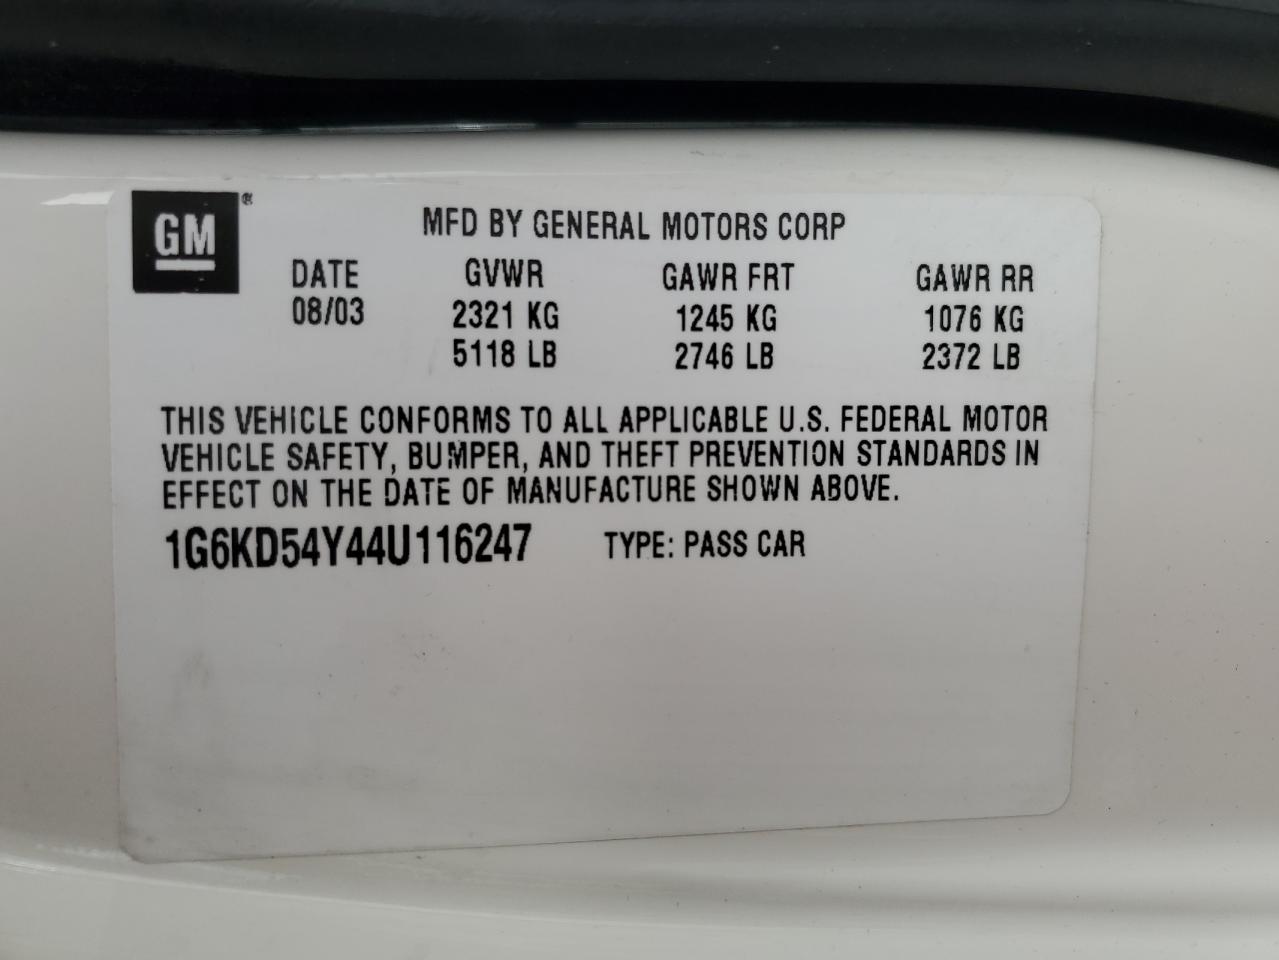 GM®
MFD BY GENERAL MOTORS CORP
DATE GVWR GAWR FRT GAWR RR
08/03 2321 KG 1245 KG 1076 KG
5118 LB 2746 LB 2372 LB
THIS VEHICLE CONFORMS TO ALL APPLICABLE U.S. FEDERAL MOTOR
VEHICLE SAFETY, BUMPER, AND THEFT PREVENTION STANDARDS IN
EFFECT ON THE DATE OF MANUFACTURE SHOWN ABOVE.
1G6KD54Y44U116247 TYPE: PASS CAR